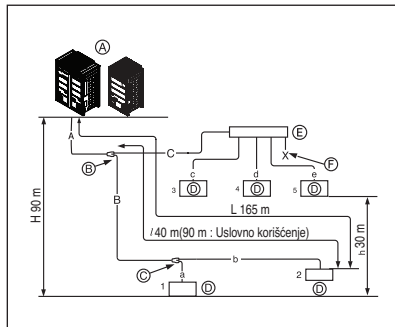 A
A
C
E
B
X
F
c
d
e
3
D
4
D
5
D
L 165 m
H 90 m
B
l 40 m(90 m : Uslovno korišćenje)
h 30 m
b
C
a
2
1
D
D